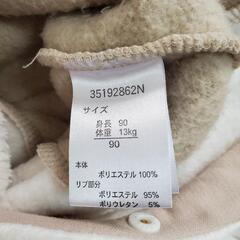 35192862N
サイズ
身長 90
体重 13kg
90
本体
ポリエステル 100%
リブ部分
ポリエステル 95%
ポリウレタン 5%